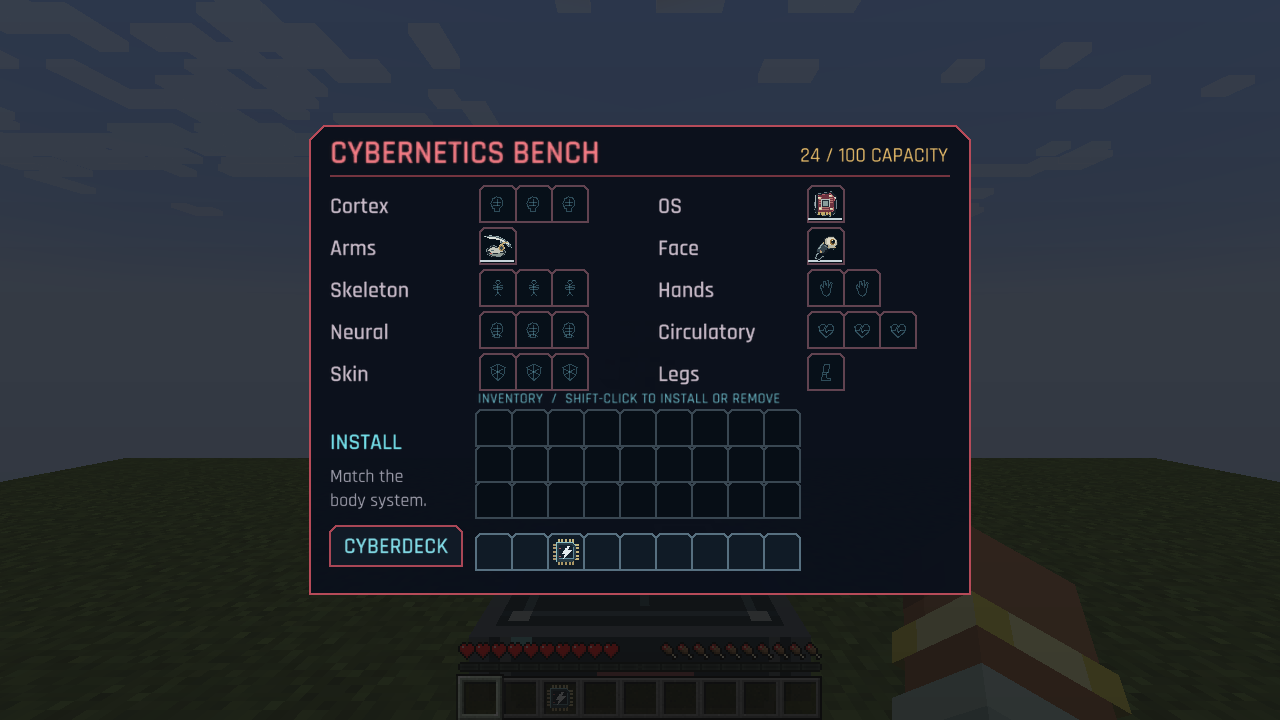 CYBERNETICS BENCH
24 / 100 CAPACITY
Cortex
OS
Arms
Face
Skeleton
Hands
Neural
Circulatory
Skin
Legs
INVENTORY / SHIFT-CLICK TO INSTALL OR REMOVE
INSTALL
Match the
body system.
CYBERDECK